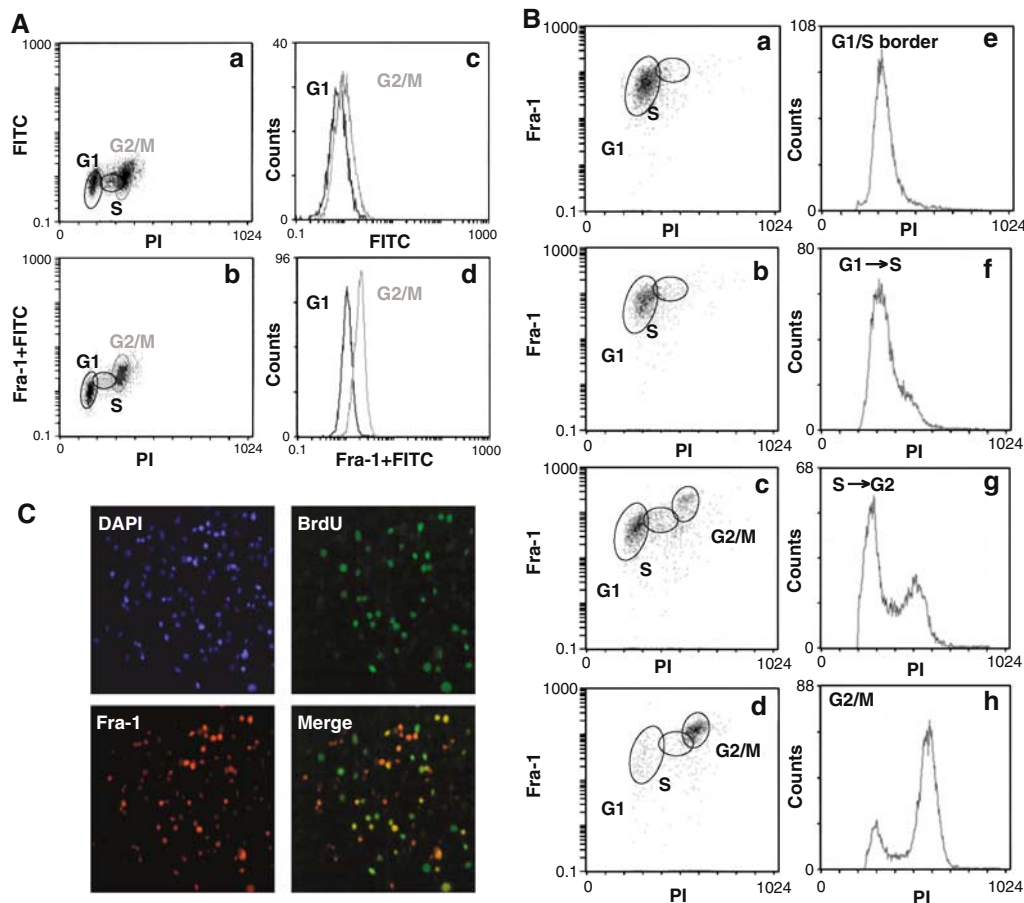 A
a
1000
FITC
G1
G2/M
S
0.1
0
PI
1024
c
40
Counts
G1
G2/M
0
0.1
FITC
1000
b
1000
Fra-1+FITC
G1
G2/M
S
0.1
0
PI
1024
d
96
Counts
G1
G2/M
0
0.1
Fra-1+FITC
1000
B
a
1000
Fra-1
S
G1
0.1
0
PI
1024
e
108
G1/S border
Counts
0
0
PI
1024
b
1000
Fra-1
S
G1
0.1
0
PI
1024
f
80
G1→S
Counts
0
0
PI
1024
c
1000
Fra-1
G2/M
S
G1
0.1
0
PI
1024
g
68
S→G2
Counts
0
0
PI
1024
d
1000
Fra-1
G2/M
S
G1
0.1
0
PI
1024
h
88
G2/M
Counts
0
0
PI
1024
C
DAPI
BrdU
Fra-1
Merge